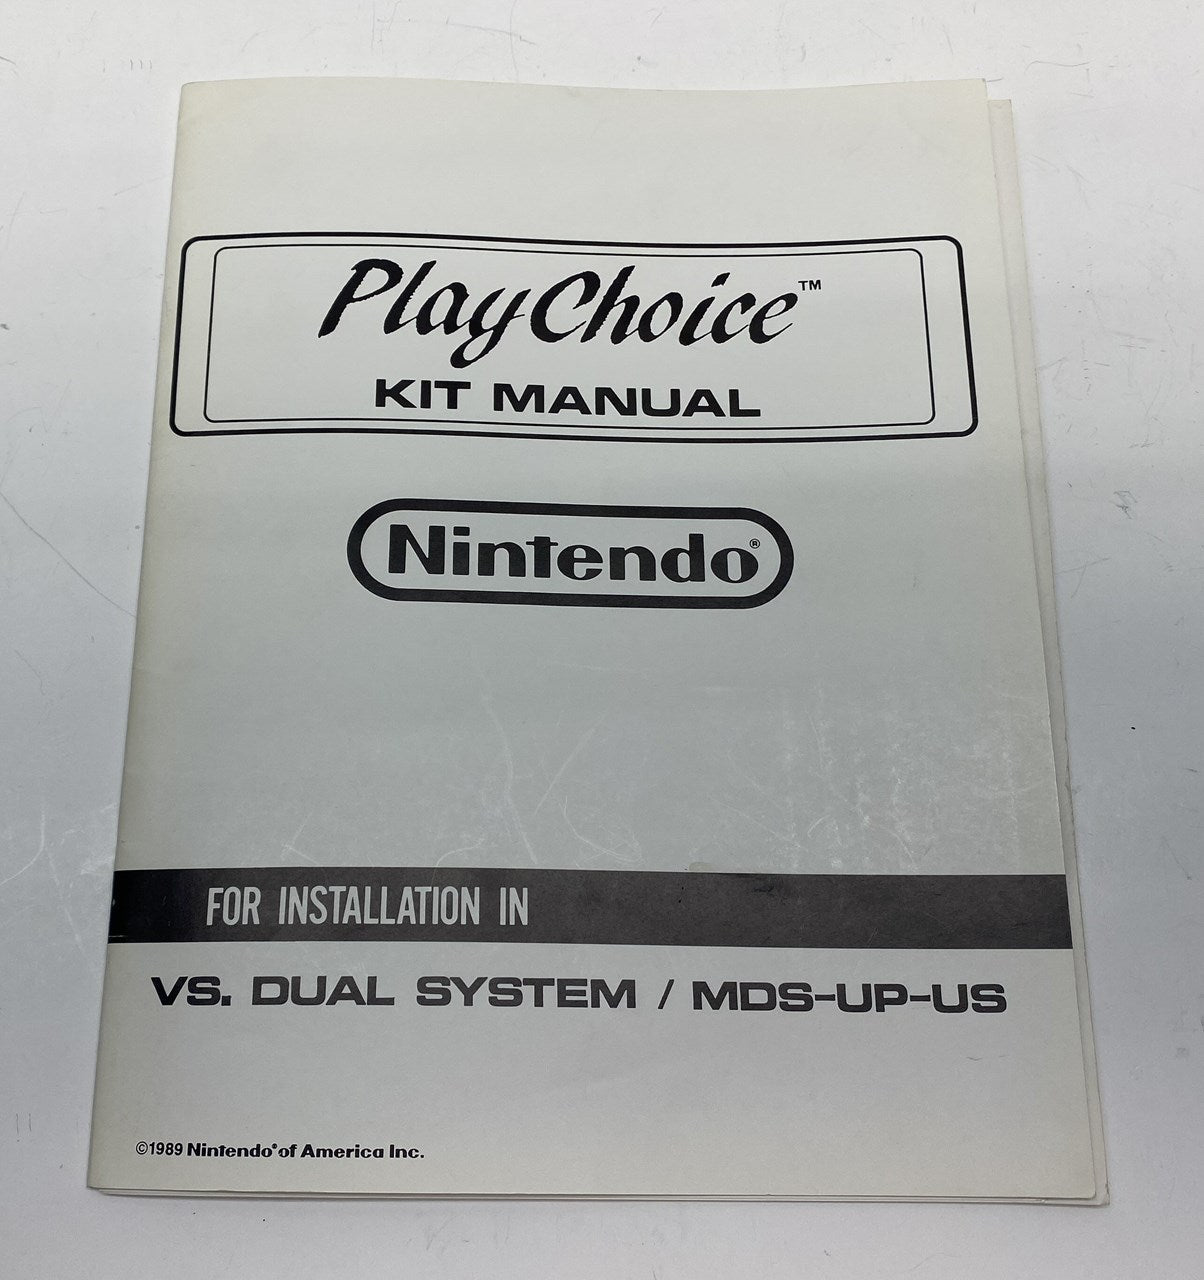 PlayChoice™
KIT MANUAL
Nintendo®
FOR INSTALLATION IN
VS. DUAL SYSTEM / MDS-UP-US
©1989 Nintendo® of America Inc.